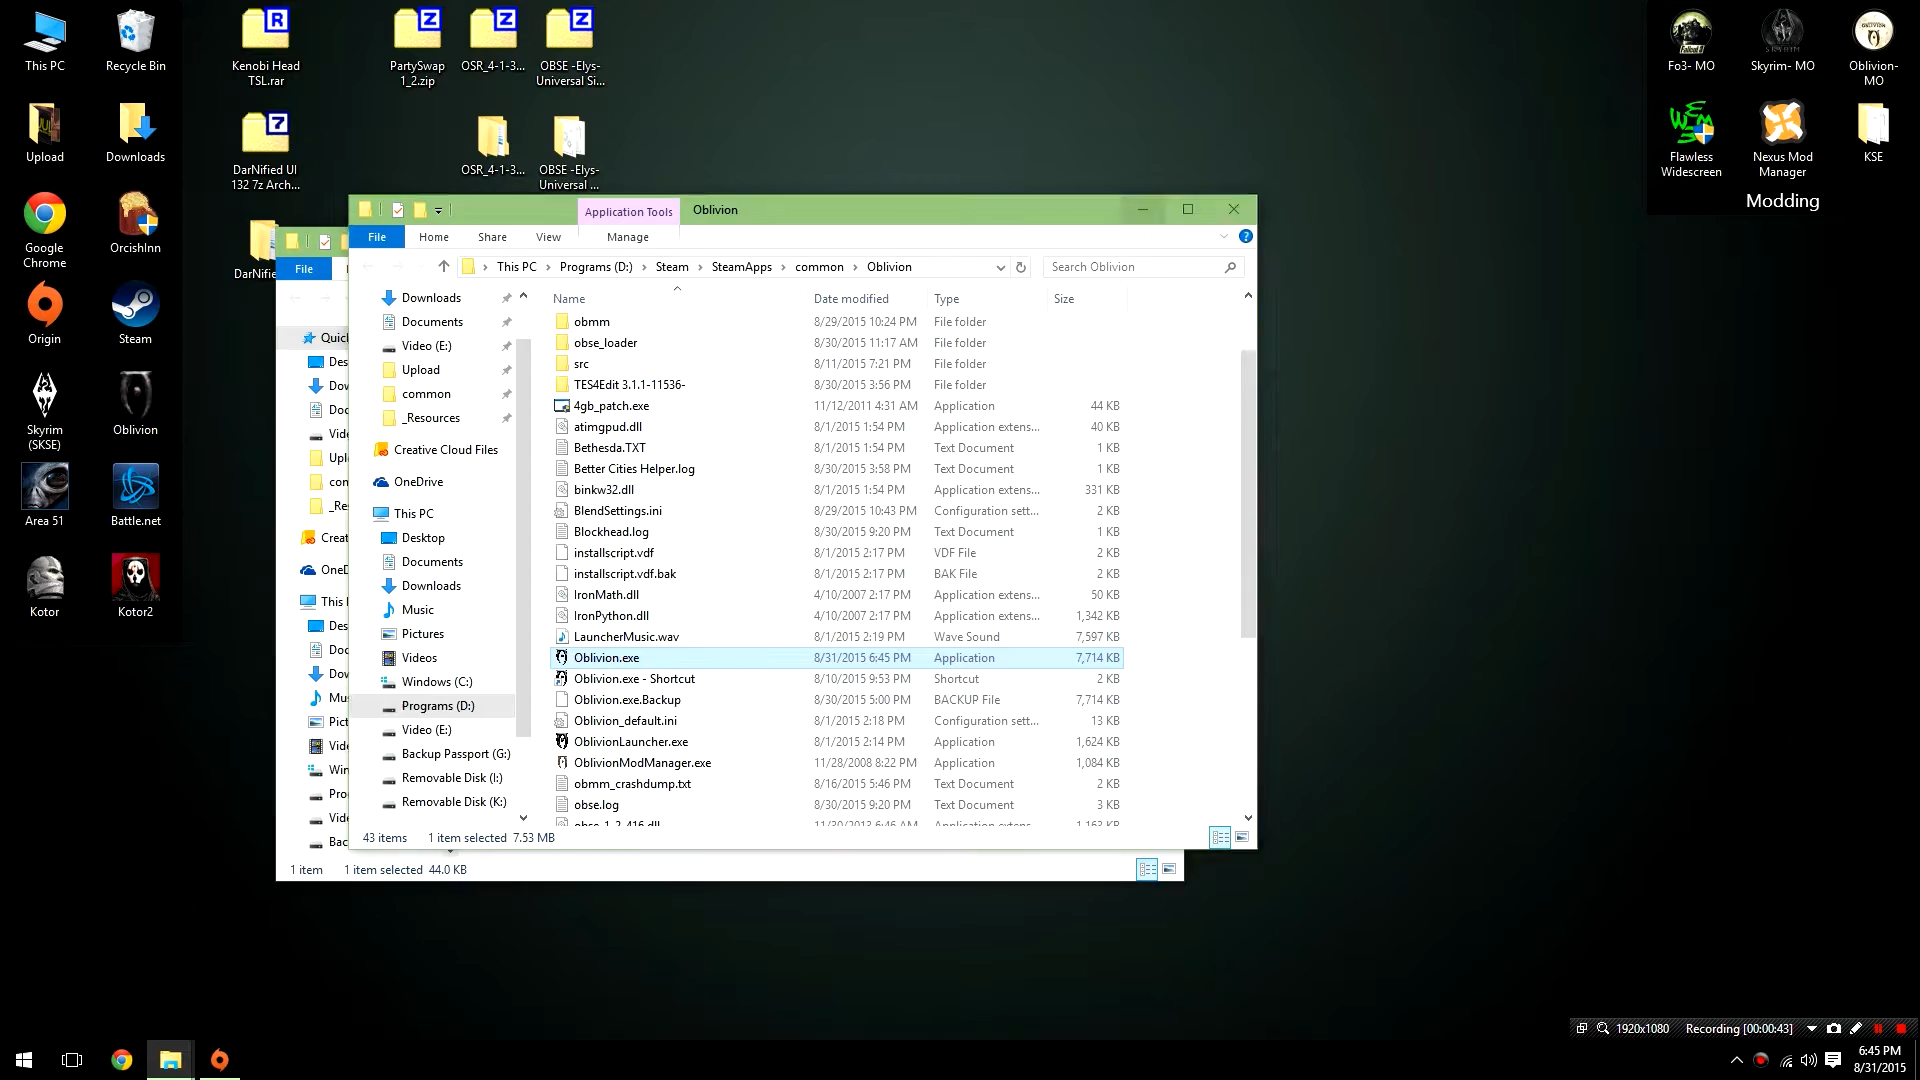 This PC
Recycle Bin
Kenobi Head
TSL.rar
PartySwap
1_2.zip
OSR_4-1-3...
OBSE -Elys-
Universal Si...
Fo3- MO
Skyrim- MO
Oblivion-
MO
Upload
Downloads
DarNified UI
132 7z Arch...
OSR_4-1-3...
OBSE -Elys-
Universal ...
Flawless
Widescreen
Nexus Mod
Manager
KSE
Modding
Google
Chrome
OrcishInn
Origin
Steam
Skyrim
(SKSE)
Oblivion
Area 51
Battle.net
Kotor
Kotor2
Application Tools
Oblivion
File
Home
Share
View
Manage
This PC
Programs (D:)
Steam
SteamApps
common
Oblivion
Search Oblivion
Downloads
Documents
Video (E:)
Upload
common
_Resources
Creative Cloud Files
OneDrive
This PC
Desktop
Documents
Downloads
Music
Pictures
Videos
Windows (C:)
Programs (D:)
Video (E:)
Backup Passport (G:)
Removable Disk (I:)
Removable Disk (K:)
Name Date modified Type Size
obmm 8/29/2015 10:24 PM File folder
obse_loader 8/30/2015 11:17 AM File folder
src 8/11/2015 7:21 PM File folder
TES4Edit 3.1.1-11536- 8/30/2015 3:56 PM File folder
4gb_patch.exe 11/12/2011 4:31 AM Application 44 KB
atimgpud.dll 8/1/2015 1:54 PM Application extens... 40 KB
Bethesda.TXT 8/1/2015 1:54 PM Text Document 1 KB
Better Cities Helper.log 8/30/2015 3:58 PM Text Document 1 KB
binkw32.dll 8/1/2015 1:54 PM Application extens... 331 KB
BlendSettings.ini 8/29/2015 10:43 PM Configuration sett... 2 KB
Blockhead.log 8/30/2015 9:20 PM Text Document 1 KB
installscript.vdf 8/1/2015 2:17 PM VDF File 2 KB
installscript.vdf.bak 8/1/2015 2:17 PM BAK File 2 KB
IronMath.dll 4/10/2007 2:17 PM Application extens... 50 KB
IronPython.dll 4/10/2007 2:17 PM Application extens... 1,342 KB
LauncherMusic.wav 8/1/2015 2:19 PM Wave Sound 7,597 KB
Oblivion.exe 8/31/2015 6:45 PM Application 7,714 KB
Oblivion.exe - Shortcut 8/10/2015 9:53 PM Shortcut 2 KB
Oblivion.exe.Backup 8/30/2015 5:00 PM BACKUP File 7,714 KB
Oblivion_default.ini 8/1/2015 2:18 PM Configuration sett... 13 KB
OblivionLauncher.exe 8/1/2015 2:14 PM Application 1,624 KB
OblivionModManager.exe 11/28/2008 8:22 PM Application 1,084 KB
obmm_crashdump.txt 8/16/2015 5:46 PM Text Document 2 KB
obse.log 8/30/2015 9:20 PM Text Document 3 KB
43 items 1 item selected 7.53 MB
DarNifie
File
Quick
Des
Dow
Doc
Vide
Uplo
com
_Res
Creat
OneD
This
Des
Doc
Dow
Mus
Pict
Vide
Win
Pro
Vide
Bac
1 item 1 item selected 44.0 KB
1920x1080 Recording [00:00:43]
6:45 PM
8/31/2015